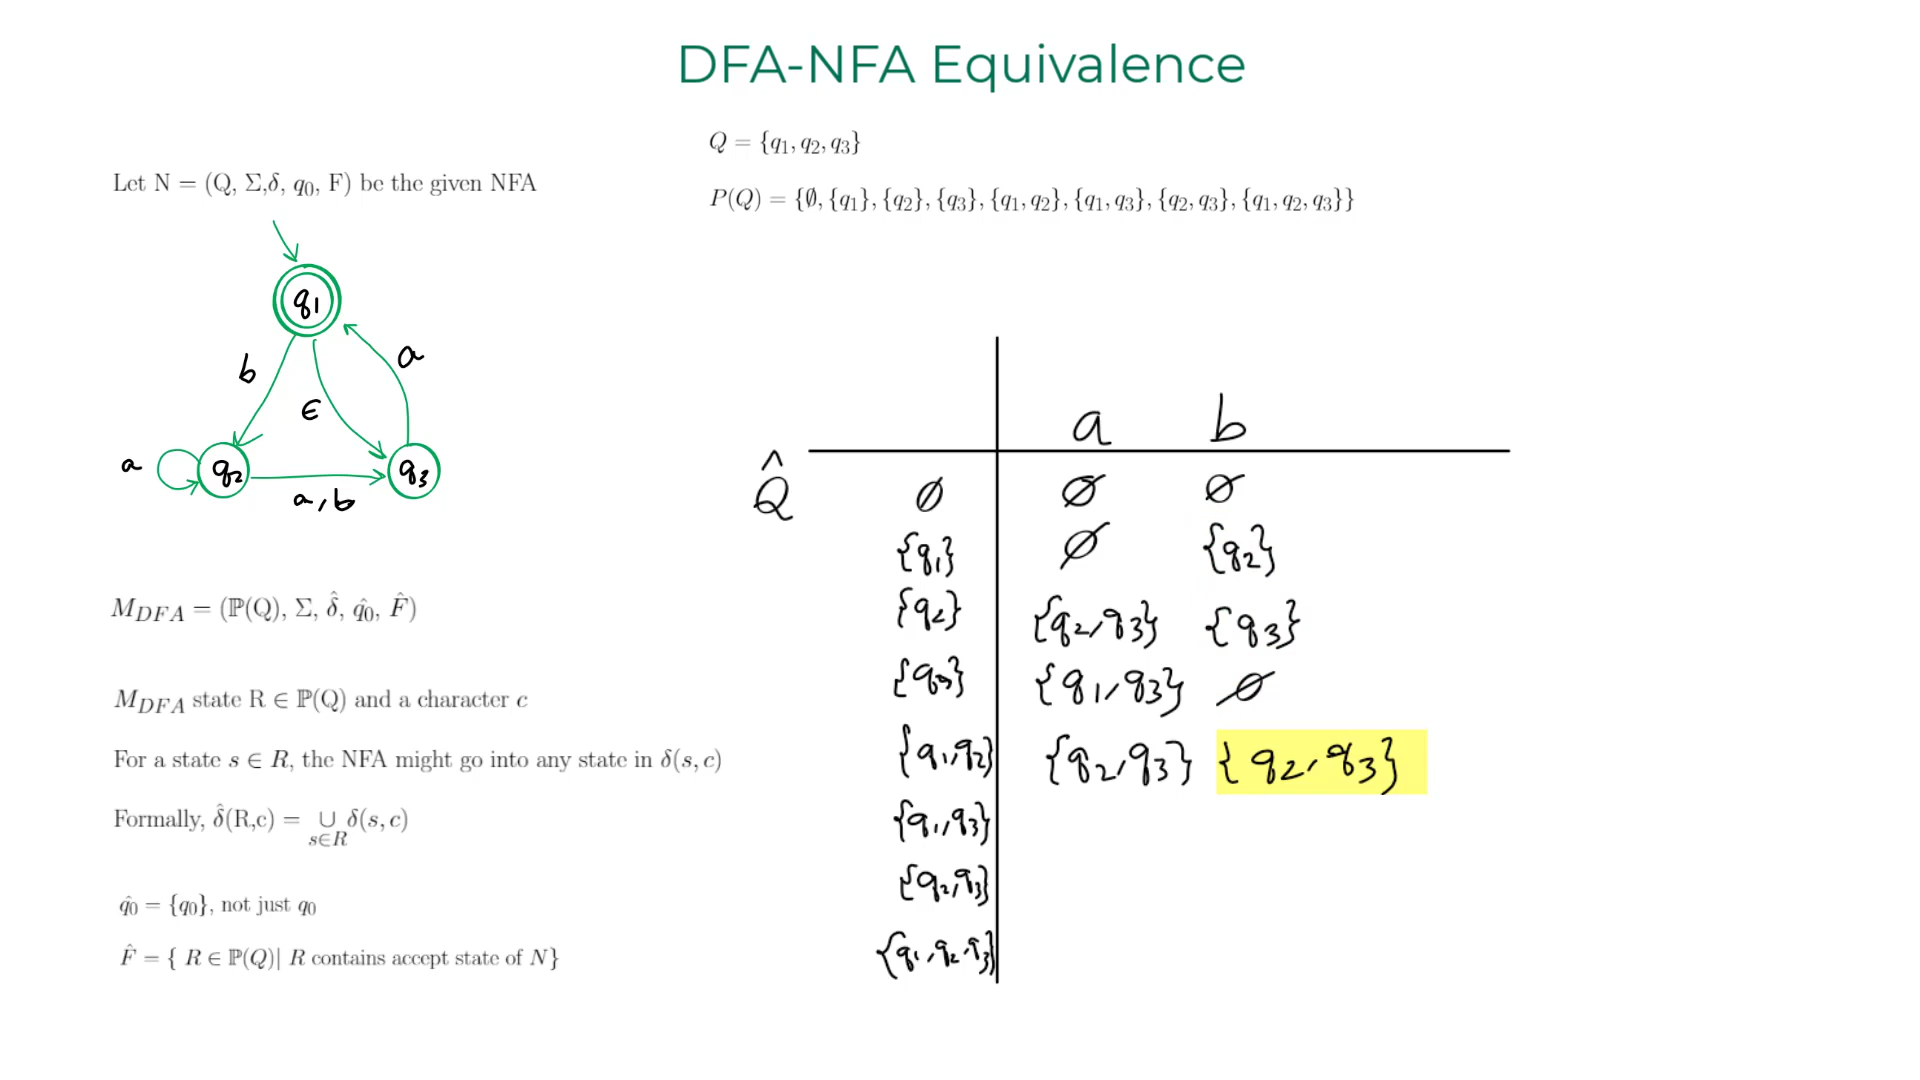 DFA-NFA Equivalence
Q = {q₁, q₂, q₃}
Let N = (Q, Σ,δ, q₀, F) be the given NFA
P(Q) = {∅, {q₁}, {q₂}, {q₃}, {q₁, q₂}, {q₁, q₃}, {q₂, q₃}, {q₁, q₂, q₃}}
q₁
b
a
ϵ
a
q₂
q₃
a,b
M_DFA = (ℙ(Q), Σ, δ̂, q̂₀, F̂)
M_DFA state R ∈ ℙ(Q) and a character c
For a state s ∈ R, the NFA might go into any state in δ(s, c)
Formally, δ̂(R,c) = ∪ δ(s, c)
s∈R
q̂₀ = {q₀}, not just q₀
F̂ = { R ∈ ℙ(Q)| R contains accept state of N}
a b
Q̂ ∅ ∅ ∅
{q₁} ∅ {q₂}
{q₂} {q₂,q₃} {q₃}
{q₃} {q₁,q₃} ∅
{q₁,q₂} {q₂,q₃} {q₂,q₃}
{q₁,q₃}
{q₂,q₃}
{q₁,q₂,q₃}